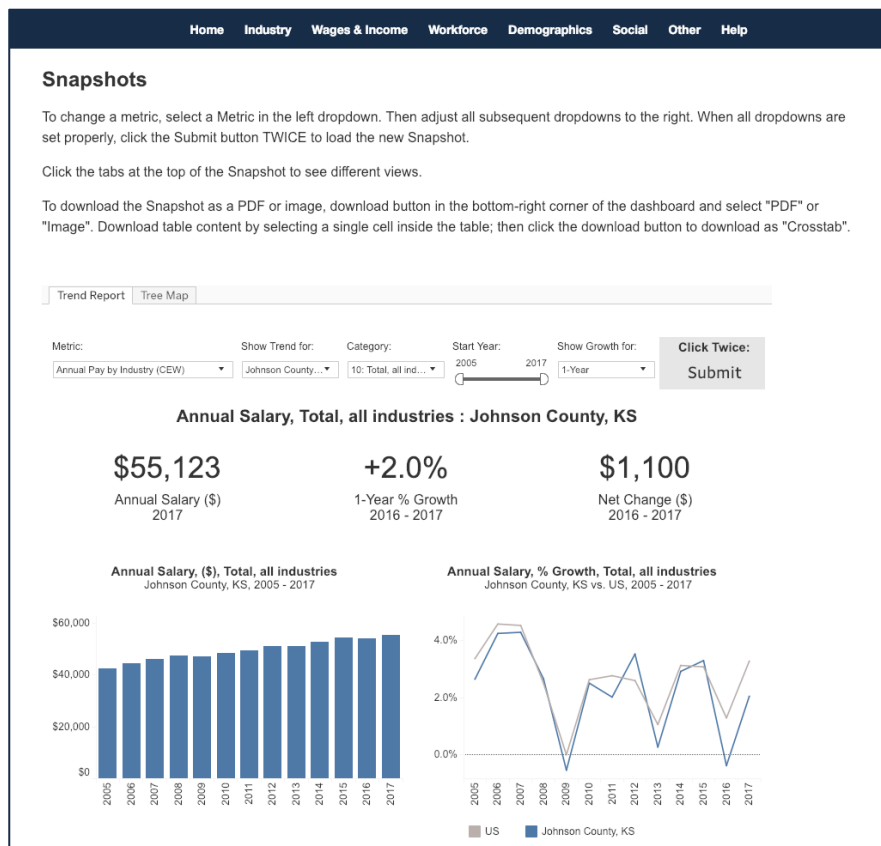 Home Industry Wages & Income Workforce Demographics Social Other Help
Snapshots
To change a metric, select a Metric in the left dropdown. Then adjust all subsequent dropdowns to the right. When all dropdowns are
set properly, click the Submit button TWICE to load the new Snapshot.
Click the tabs at the top of the Snapshot to see different views.
To download the Snapshot as a PDF or image, download button in the bottom-right corner of the dashboard and select "PDF" or
"Image". Download table content by selecting a single cell inside the table; then click the download button to download as "Crosstab".
Trend Report Tree Map
Metric: Show Trend for: Category: Start Year: Show Growth for: Click Twice:
2005 2017
Annual Pay by Industry (CEW) Johnson County... 10: Total, all ind... 1-Year Submit
Annual Salary, Total, all industries : Johnson County, KS
$55,123 +2.0% $1,100
Annual Salary ($) 1-Year % Growth Net Change ($)
2017 2016 - 2017 2016 - 2017
Annual Salary, ($), Total, all industries
Johnson County, KS, 2005 - 2017
$60,000
$40,000
$20,000
$0
2005 2006 2007 2008 2009 2010 2011 2012 2013 2014 2015 2016 2017
Annual Salary, % Growth, Total, all industries
Johnson County, KS vs. US, 2005 - 2017
4.0%
2.0%
0.0%
2005 2006 2007 2008 2009 2010 2011 2012 2013 2014 2015 2016 2017
US Johnson County, KS